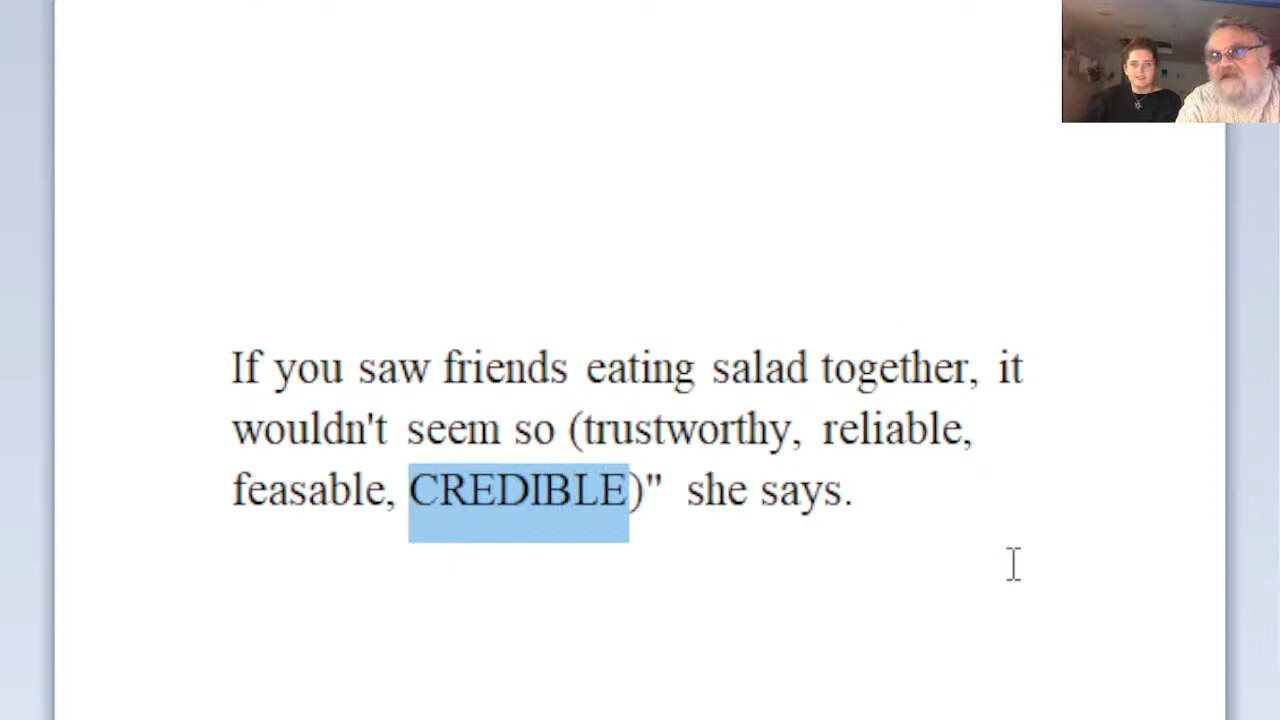 If you saw friends eating salad together, it
wouldn't seem so (trustworthy, reliable,
feasable, CREDIBLE)" she says.